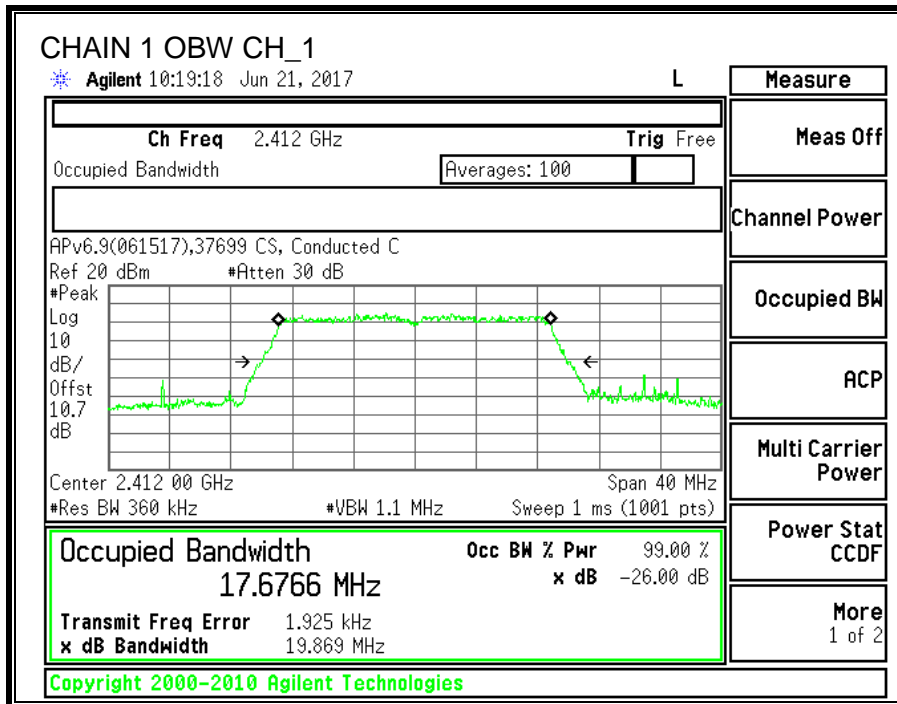 CHAIN 1 OBW CH_1
Agilent 10:19:18 Jun 21, 2017 L
Measure
Ch Freq 2.412 GHz Trig Free
Occupied Bandwidth Averages: 100
APv6.9(061517),37699 CS, Conducted C
Ref 20 dBm #Atten 30 dB
#Peak
Log
10
dB/
Offst
10.7
dB
Center 2.412 00 GHz Span 40 MHz
#Res BW 360 kHz #VBW 1.1 MHz Sweep 1 ms (1001 pts)
Occupied Bandwidth Occ BW % Pwr 99.00 %
17.6766 MHz x dB -26.00 dB
Transmit Freq Error 1.925 kHz
x dB Bandwidth 19.869 MHz
Copyright 2000-2010 Agilent Technologies
Meas Off
Channel Power
Occupied BW
ACP
Multi Carrier
Power
Power Stat
CCDF
More
1 of 2